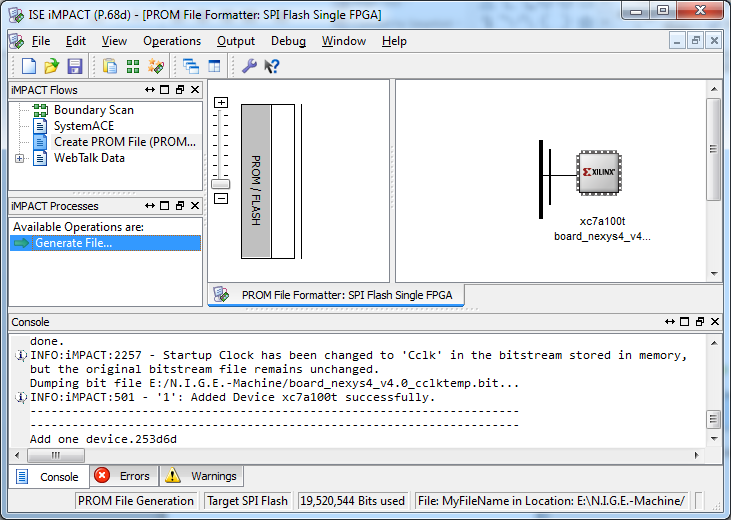 ISE iMPACT (P.68d) - [PROM File Formatter: SPI Flash Single FPGA]
File Edit View Operations Output Debug Window Help
iMPACT Flows
Boundary Scan
SystemACE
Create PROM File (PROM...
WebTalk Data
iMPACT Processes
Available Operations are:
Generate File...
PROM / FLASH
XILINX®
xc7a100t
board_nexys4_v4...
PROM File Formatter: SPI Flash Single FPGA
Console
done.
INFO:iMPACT:2257 - Startup Clock has been changed to 'Cclk' in the bitstream stored in memory,
but the original bitstream file remains unchanged.
Dumping bit file E:/N.I.G.E.-Machine/board_nexys4_v4.0_cclktemp.bit...
INFO:iMPACT:501 - '1': Added Device xc7a100t successfully.
----------------------------------------------------------------------
----------------------------------------------------------------------
Add one device.253d6d
Console Errors Warnings
PROM File Generation Target SPI Flash 19,520,544 Bits used File: MyFileName in Location: E:\N.I.G.E.-Machine/